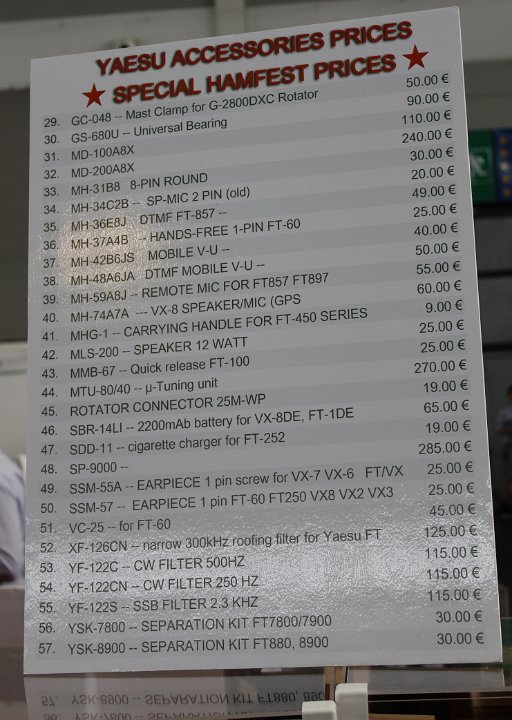 YAESU ACCESSORIES PRICES
★ SPECIAL HAMFEST PRICES ★
29. GC-048 -- Mast Clamp for G-2800DXC Rotator 50.00 €
30. GS-680U -- Universal Bearing 90.00 €
31. MD-100A8X 110.00 €
32. MD-200A8X 240.00 €
33. MH-31B8 8-PIN ROUND 30.00 €
34. MH-34C2B -- SP-MIC 2 PIN (old) 20.00 €
35. MH-36E8J DTMF FT-857 -- 49.00 €
36. MH-37A4B -- HANDS-FREE 1-PIN FT-60 25.00 €
37. MH-42B6JS MOBILE V-U -- 40.00 €
38. MH-48A6JA DTMF MOBILE V-U -- 50.00 €
39. MH-59A8J -- REMOTE MIC FOR FT857 FT897 55.00 €
40. MH-74A7A --- VX-8 SPEAKER/MIC (GPS 60.00 €
41. MHG-1 -- CARRYING HANDLE FOR FT-450 SERIES 9.00 €
42. MLS-200 -- SPEAKER 12 WATT 25.00 €
43. MMB-67 -- Quick release FT-100 25.00 €
44. MTU-80/40 -- µ-Tuning unit 270.00 €
45. ROTATOR CONNECTOR 25M-WP 19.00 €
46. SBR-14LI -- 2200mAb battery for VX-8DE, FT-1DE 65.00 €
47. SDD-11 -- cigarette charger for FT-252 19.00 €
48. SP-9000 -- 285.00 €
49. SSM-55A -- EARPIECE 1 pin screw for VX-7 VX-6 FT/VX 25.00 €
50. SSM-57 -- EARPIECE 1 pin FT-60 FT250 VX8 VX2 VX3 25.00 €
51. VC-25 -- for FT-60 45.00 €
52. XF-126CN -- narrow 300kHz roofing filter for Yaesu FT 125.00 €
53. YF-122C -- CW FILTER 500HZ 115.00 €
54. YF-122CN -- CW FILTER 250 HZ 115.00 €
55. YF-122S -- SSB FILTER 2.3 KHZ 115.00 €
56. YSK-7800 -- SEPARATION KIT FT7800/7900 30.00 €
57. YSK-8900 -- SEPARATION KIT FT880, 8900 30.00 €